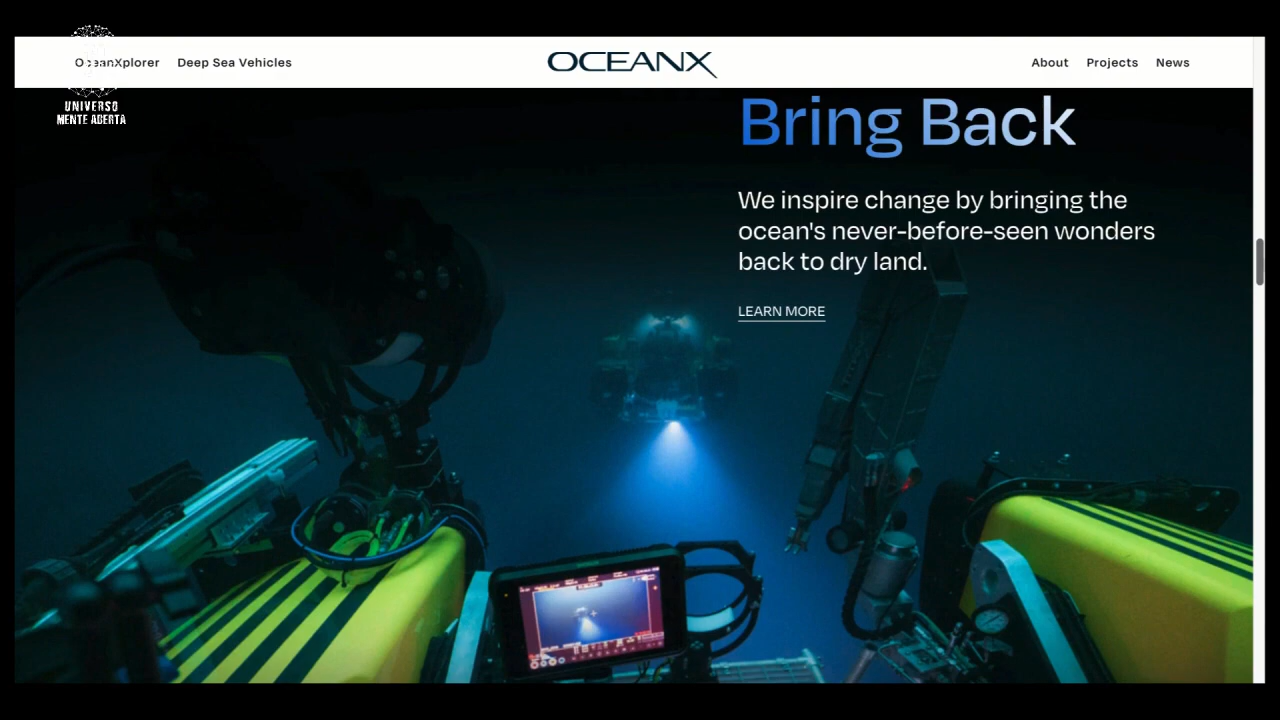 OceanXplorer
Deep Sea Vehicles
OCEANX
About
Projects
News
UNIVERSO
MENTE ABERTA
Bring Back
We inspire change by bringing the
ocean's never-before-seen wonders
back to dry land.
LEARN MORE